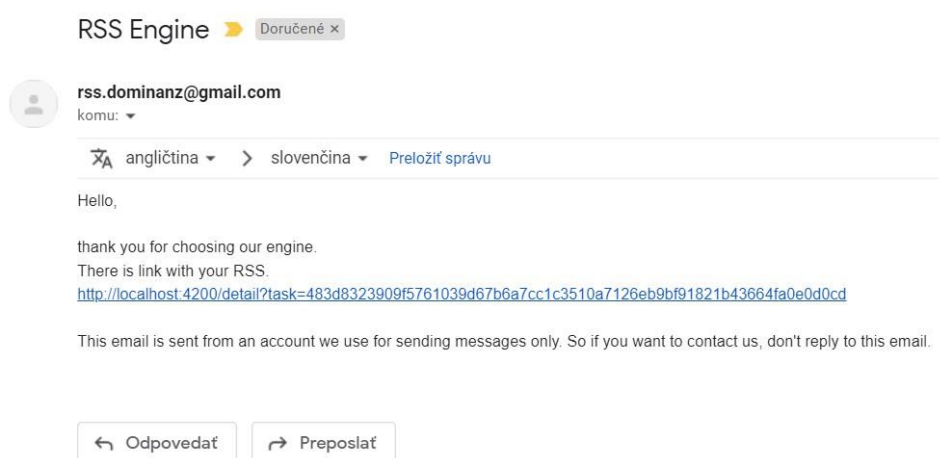 RSS Engine Doručené ×
rss.dominanz@gmail.com
komu:
angličtina > slovenčina Preložiť správu
Hello,
thank you for choosing our engine.
There is link with your RSS.
http://localhost:4200/detail?task=483d8323909f5761039d67b6a7cc1c3510a7126eb9bf91821b43664fa0e0d0cd
This email is sent from an account we use for sending messages only. So if you want to contact us, don't reply to this email.
Odpovedať Preposlať